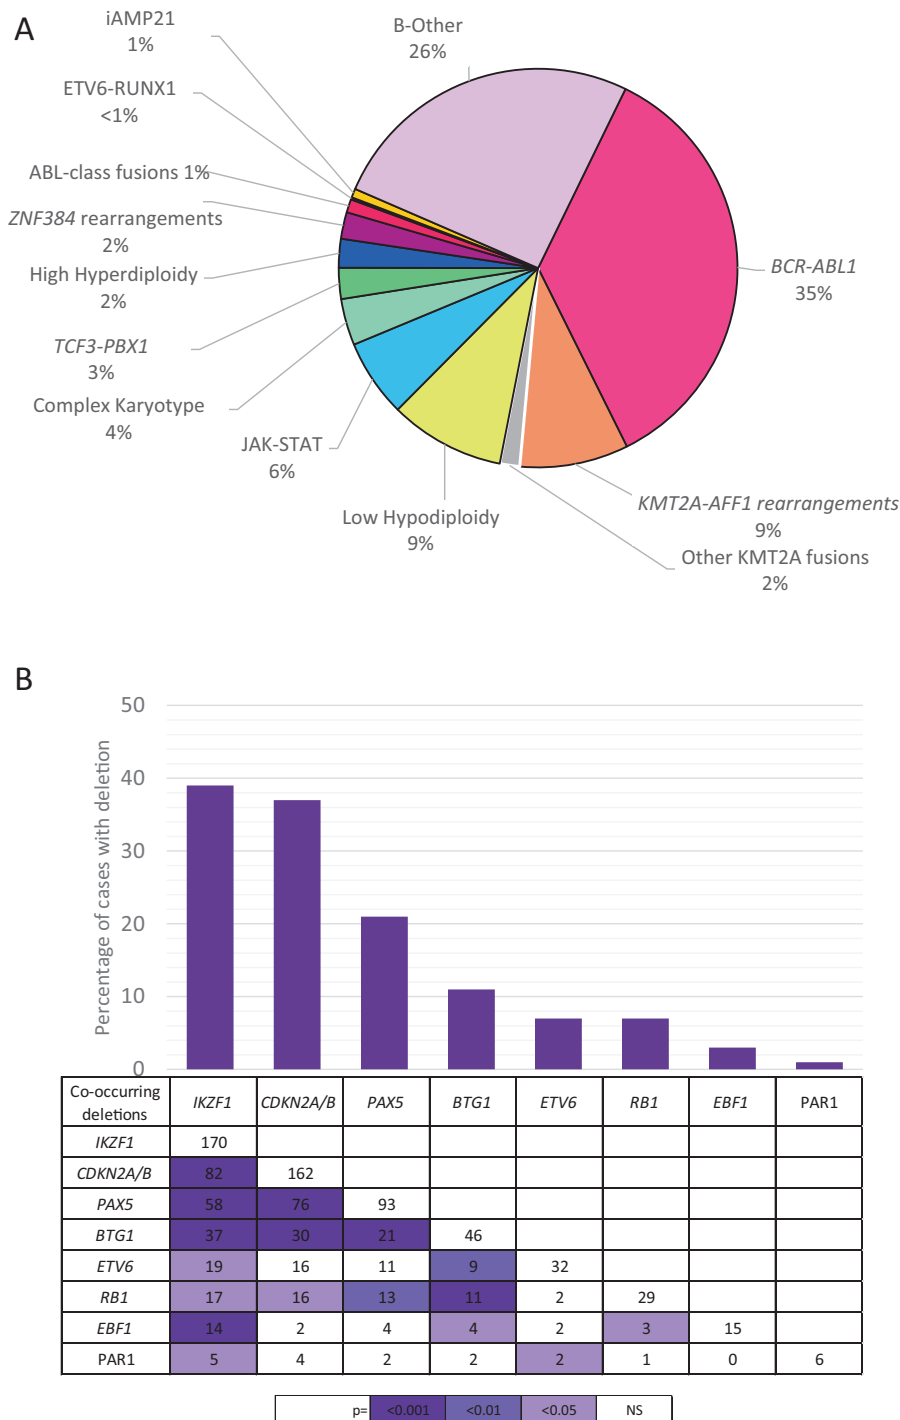 A
iAMP21
1%
B-Other
26%
ETV6-RUNX1
<1%
ABL-class fusions 1%
ZNF384 rearrangements
2%
High Hyperdiploidy
2%
TCF3-PBX1
3%
Complex Karyotype
4%
JAK-STAT
6%
Low Hypodiploidy
9%
BCR-ABL1
35%
KMT2A-AFF1 rearrangements
9%
Other KMT2A fusions
2%
B
Percentage of cases with deletion
50
40
30
20
10
0
Co-occurring deletions IKZF1 CDKN2A/B PAX5 BTG1 ETV6 RB1 EBF1 PAR1
IKZF1 170
CDKN2A/B 82 162
PAX5 58 76 93
BTG1 37 30 21 46
ETV6 19 16 11 9 32
RB1 17 16 13 11 2 29
EBF1 14 2 4 4 2 3 15
PAR1 5 4 2 2 2 1 0 6
p= <0.001 <0.01 <0.05 NS